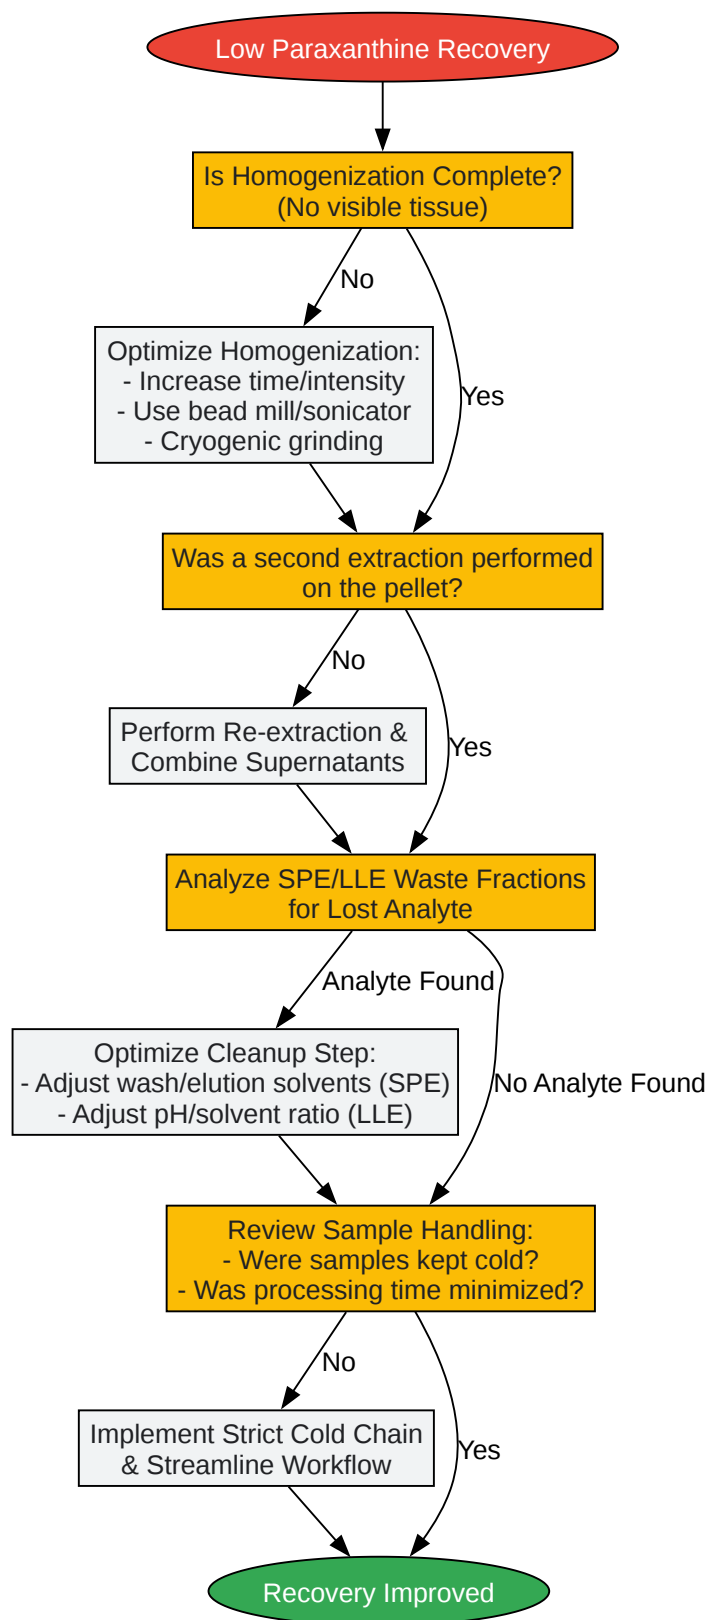 Low Paraxanthine Recovery
Is Homogenization Complete?
(No visible tissue)
No
Optimize Homogenization:
- Increase time/intensity
- Use bead mill/sonicator
- Cryogenic grinding
Yes
Was a second extraction performed
on the pellet?
No
Perform Re-extraction &
Combine Supernatants
Yes
Analyze SPE/LLE Waste Fractions
for Lost Analyte
Analyte Found
Optimize Cleanup Step:
- Adjust wash/elution solvents (SPE)
- Adjust pH/solvent ratio (LLE)
No Analyte Found
Review Sample Handling:
- Were samples kept cold?
- Was processing time minimized?
No
Implement Strict Cold Chain
& Streamline Workflow
Yes
Recovery Improved